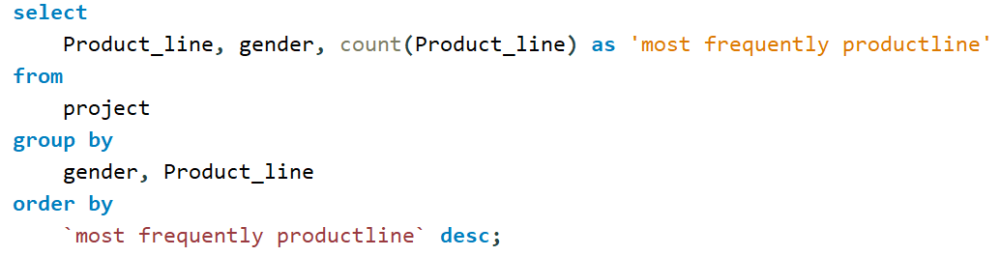 select
Product_line, gender, count(Product_line) as 'most frequently productline'
from
project
group by
gender, Product_line
order by
`most frequently productline` desc;